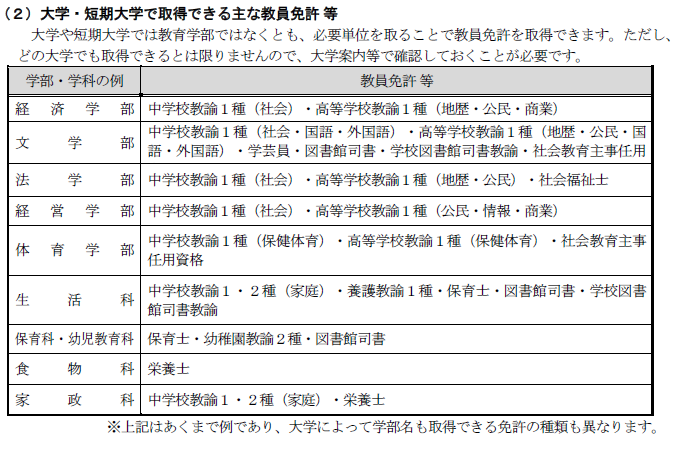 （２）大学・短期大学で取得できる主な教員免許 等
大学や短期大学では教育学部ではなくとも、必要単位を取ることで教員免許を取得できます。ただし、
どの大学でも取得できるとは限りませんので、大学案内等で確認しておくことが必要です。
学部・学科の例 教員免許 等
経済学部 中学校教諭１種（社会）・高等学校教諭１種（地歴・公民・商業）
文学部 中学校教諭１種（社会・国語・外国語）・高等学校教諭１種（地歴・公民・国
語・外国語）・学芸員・図書館司書・学校図書館司書教諭・社会教育主事任用
法学部 中学校教諭１種（社会）・高等学校教諭１種（地歴・公民）・社会福祉士
経営学部 中学校教諭１種（社会）・高等学校教諭１種（公民・情報・商業）
体育学部 中学校教諭１種（保健体育）・高等学校教諭１種（保健体育）・社会教育主事
任用資格
生活科 中学校教諭１・２種（家庭）・養護教諭１種・保育士・図書館司書・学校図書
館司書教諭
保育科・幼児教育科 保育士・幼稚園教諭２種・図書館司書
食物科 栄養士
家政科 中学校教諭１・２種（家庭）・栄養士
※上記はあくまで例であり、大学によって学部名も取得できる免許の種類も異なります。